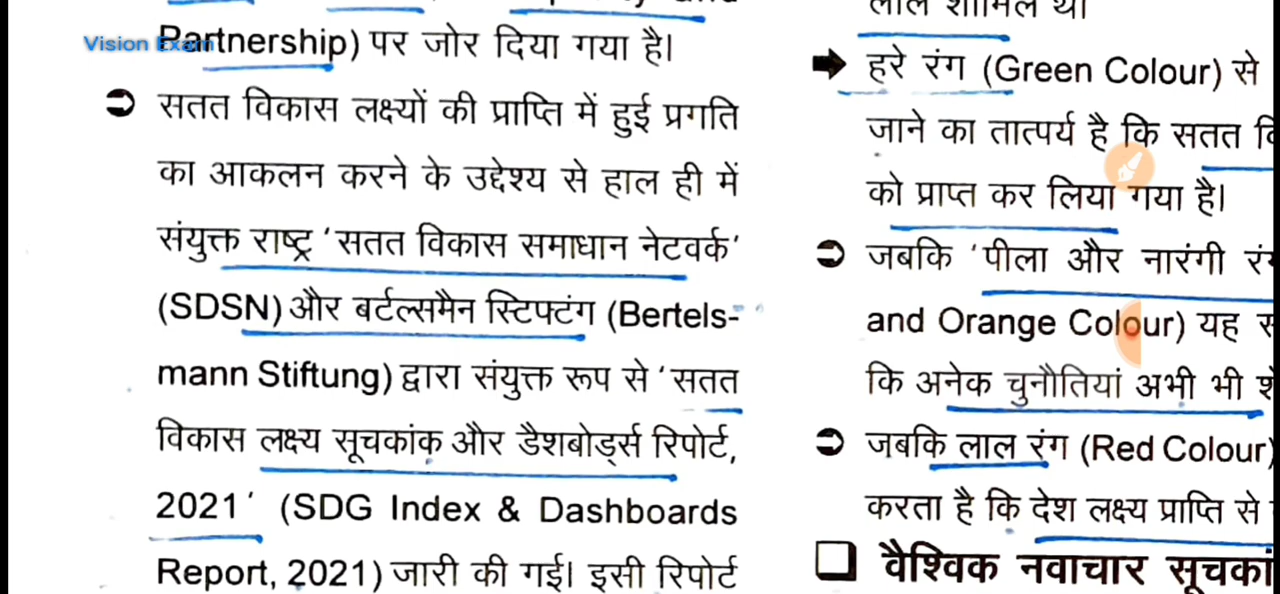 Vision Exam
Partnership) पर जोर दिया गया है।
➲ सतत विकास लक्ष्यों की प्राप्ति में हुई प्रगति
का आकलन करने के उद्देश्य से हाल ही में
संयुक्त राष्ट्र 'सतत विकास समाधान नेटवर्क'
(SDSN) और बर्टल्समैन स्टिफ्टंग (Bertels-
mann Stiftung) द्वारा संयुक्त रूप से 'सतत
विकास लक्ष्य सूचकांक और डैशबोर्ड्स रिपोर्ट,
2021' (SDG Index & Dashboards
Report, 2021) जारी की गई। इसी रिपोर्ट
लाल शामिल था।
➡ हरे रंग (Green Colour) से
जाने का तात्पर्य है कि सतत
को प्राप्त कर लिया गया है।
➲ जबकि 'पीला और नारंगी
and Orange Colour) यह
कि अनेक चुनौतियां अभी भी
➲ जबकि लाल रंग (Red Colour)
करता है कि देश लक्ष्य प्राप्ति से
❑ वैश्विक नवाचार